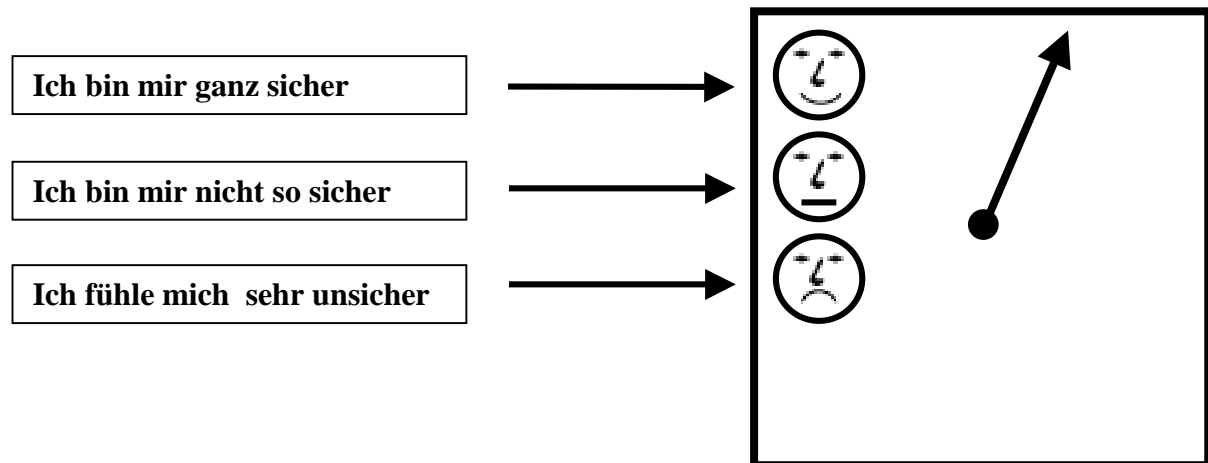 Ich bin mir ganz sicher
Ich bin mir nicht so sicher
Ich fühle mich sehr unsicher